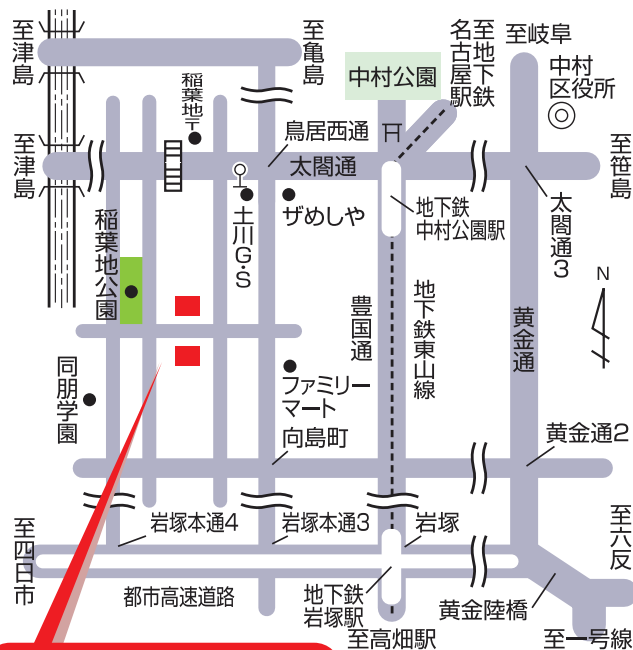 至津島
至亀島
中村公園
至地下鉄
名古屋駅
至岐阜
中村
区役所
稲葉地〒
鳥居西通
太閤通
至津島
至笹島
土川G・S
ザめしや
地下鉄
中村公園駅
太閤通3
稲葉地公園
豊国通
地下鉄東山線
黄金通
N
同朋学園
ファミリー
マート
向島町
黄金通2
岩塚本通4
岩塚本通3
岩塚
至四日市
至六反
都市高速道路
地下鉄
岩塚駅
黄金陸橋
至高畑駅
至一号線